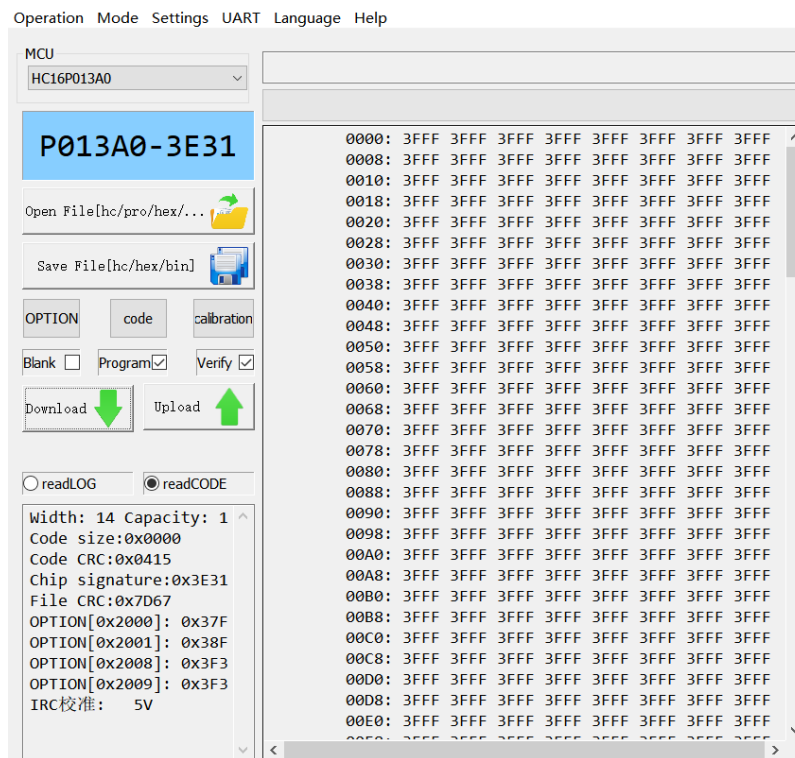 Operation Mode Settings UART Language Help
MCU
HC16P013A0
P013A0-3E31
Open File[hc/pro/hex/...
Save File[hc/hex/bin]
OPTION code calibration
Blank Program Verify
Download Upload
readLOG readCODE
Width: 14 Capacity: 1
Code size:0x0000
Code CRC:0x0415
Chip signature:0x3E31
File CRC:0x7D67
OPTION[0x2000]: 0x37F
OPTION[0x2001]: 0x38F
OPTION[0x2008]: 0x3F3
OPTION[0x2009]: 0x3F3
IRC校准: 5V
0000: 3FFF 3FFF 3FFF 3FFF 3FFF 3FFF 3FFF 3FFF
0008: 3FFF 3FFF 3FFF 3FFF 3FFF 3FFF 3FFF 3FFF
0010: 3FFF 3FFF 3FFF 3FFF 3FFF 3FFF 3FFF 3FFF
0018: 3FFF 3FFF 3FFF 3FFF 3FFF 3FFF 3FFF 3FFF
0020: 3FFF 3FFF 3FFF 3FFF 3FFF 3FFF 3FFF 3FFF
0028: 3FFF 3FFF 3FFF 3FFF 3FFF 3FFF 3FFF 3FFF
0030: 3FFF 3FFF 3FFF 3FFF 3FFF 3FFF 3FFF 3FFF
0038: 3FFF 3FFF 3FFF 3FFF 3FFF 3FFF 3FFF 3FFF
0040: 3FFF 3FFF 3FFF 3FFF 3FFF 3FFF 3FFF 3FFF
0048: 3FFF 3FFF 3FFF 3FFF 3FFF 3FFF 3FFF 3FFF
0050: 3FFF 3FFF 3FFF 3FFF 3FFF 3FFF 3FFF 3FFF
0058: 3FFF 3FFF 3FFF 3FFF 3FFF 3FFF 3FFF 3FFF
0060: 3FFF 3FFF 3FFF 3FFF 3FFF 3FFF 3FFF 3FFF
0068: 3FFF 3FFF 3FFF 3FFF 3FFF 3FFF 3FFF 3FFF
0070: 3FFF 3FFF 3FFF 3FFF 3FFF 3FFF 3FFF 3FFF
0078: 3FFF 3FFF 3FFF 3FFF 3FFF 3FFF 3FFF 3FFF
0080: 3FFF 3FFF 3FFF 3FFF 3FFF 3FFF 3FFF 3FFF
0088: 3FFF 3FFF 3FFF 3FFF 3FFF 3FFF 3FFF 3FFF
0090: 3FFF 3FFF 3FFF 3FFF 3FFF 3FFF 3FFF 3FFF
0098: 3FFF 3FFF 3FFF 3FFF 3FFF 3FFF 3FFF 3FFF
00A0: 3FFF 3FFF 3FFF 3FFF 3FFF 3FFF 3FFF 3FFF
00A8: 3FFF 3FFF 3FFF 3FFF 3FFF 3FFF 3FFF 3FFF
00B0: 3FFF 3FFF 3FFF 3FFF 3FFF 3FFF 3FFF 3FFF
00B8: 3FFF 3FFF 3FFF 3FFF 3FFF 3FFF 3FFF 3FFF
00C0: 3FFF 3FFF 3FFF 3FFF 3FFF 3FFF 3FFF 3FFF
00C8: 3FFF 3FFF 3FFF 3FFF 3FFF 3FFF 3FFF 3FFF
00D0: 3FFF 3FFF 3FFF 3FFF 3FFF 3FFF 3FFF 3FFF
00D8: 3FFF 3FFF 3FFF 3FFF 3FFF 3FFF 3FFF 3FFF
00E0: 3FFF 3FFF 3FFF 3FFF 3FFF 3FFF 3FFF 3FFF